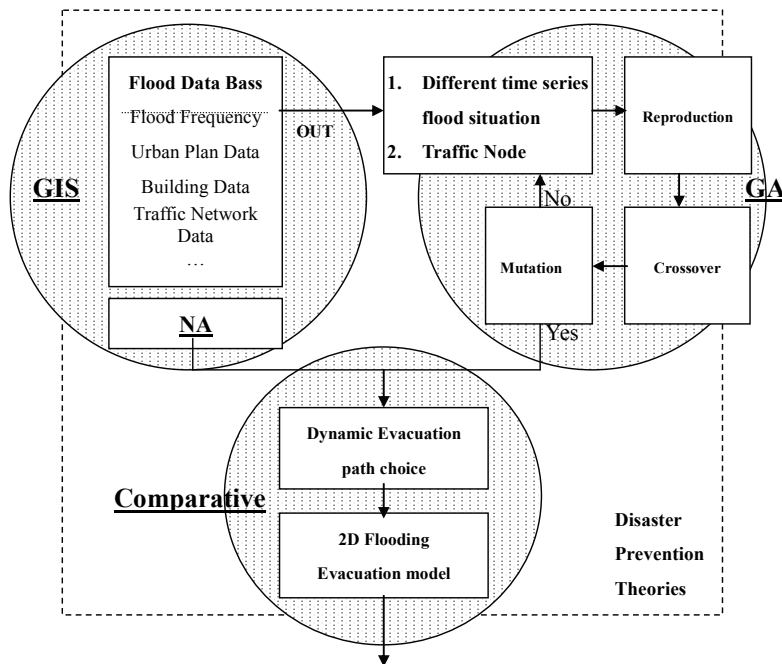 Flood Data Bass
Flood Frequency
Urban Plan Data
Building Data
Traffic Network
Data
…
GIS
NA
OUT
1. Different time series
flood situation
2. Traffic Node
Reproduction
GA
No
Mutation
Crossover
Yes
Dynamic Evacuation
path choice
Comparative
2D Flooding
Evacuation model
Disaster
Prevention
Theories